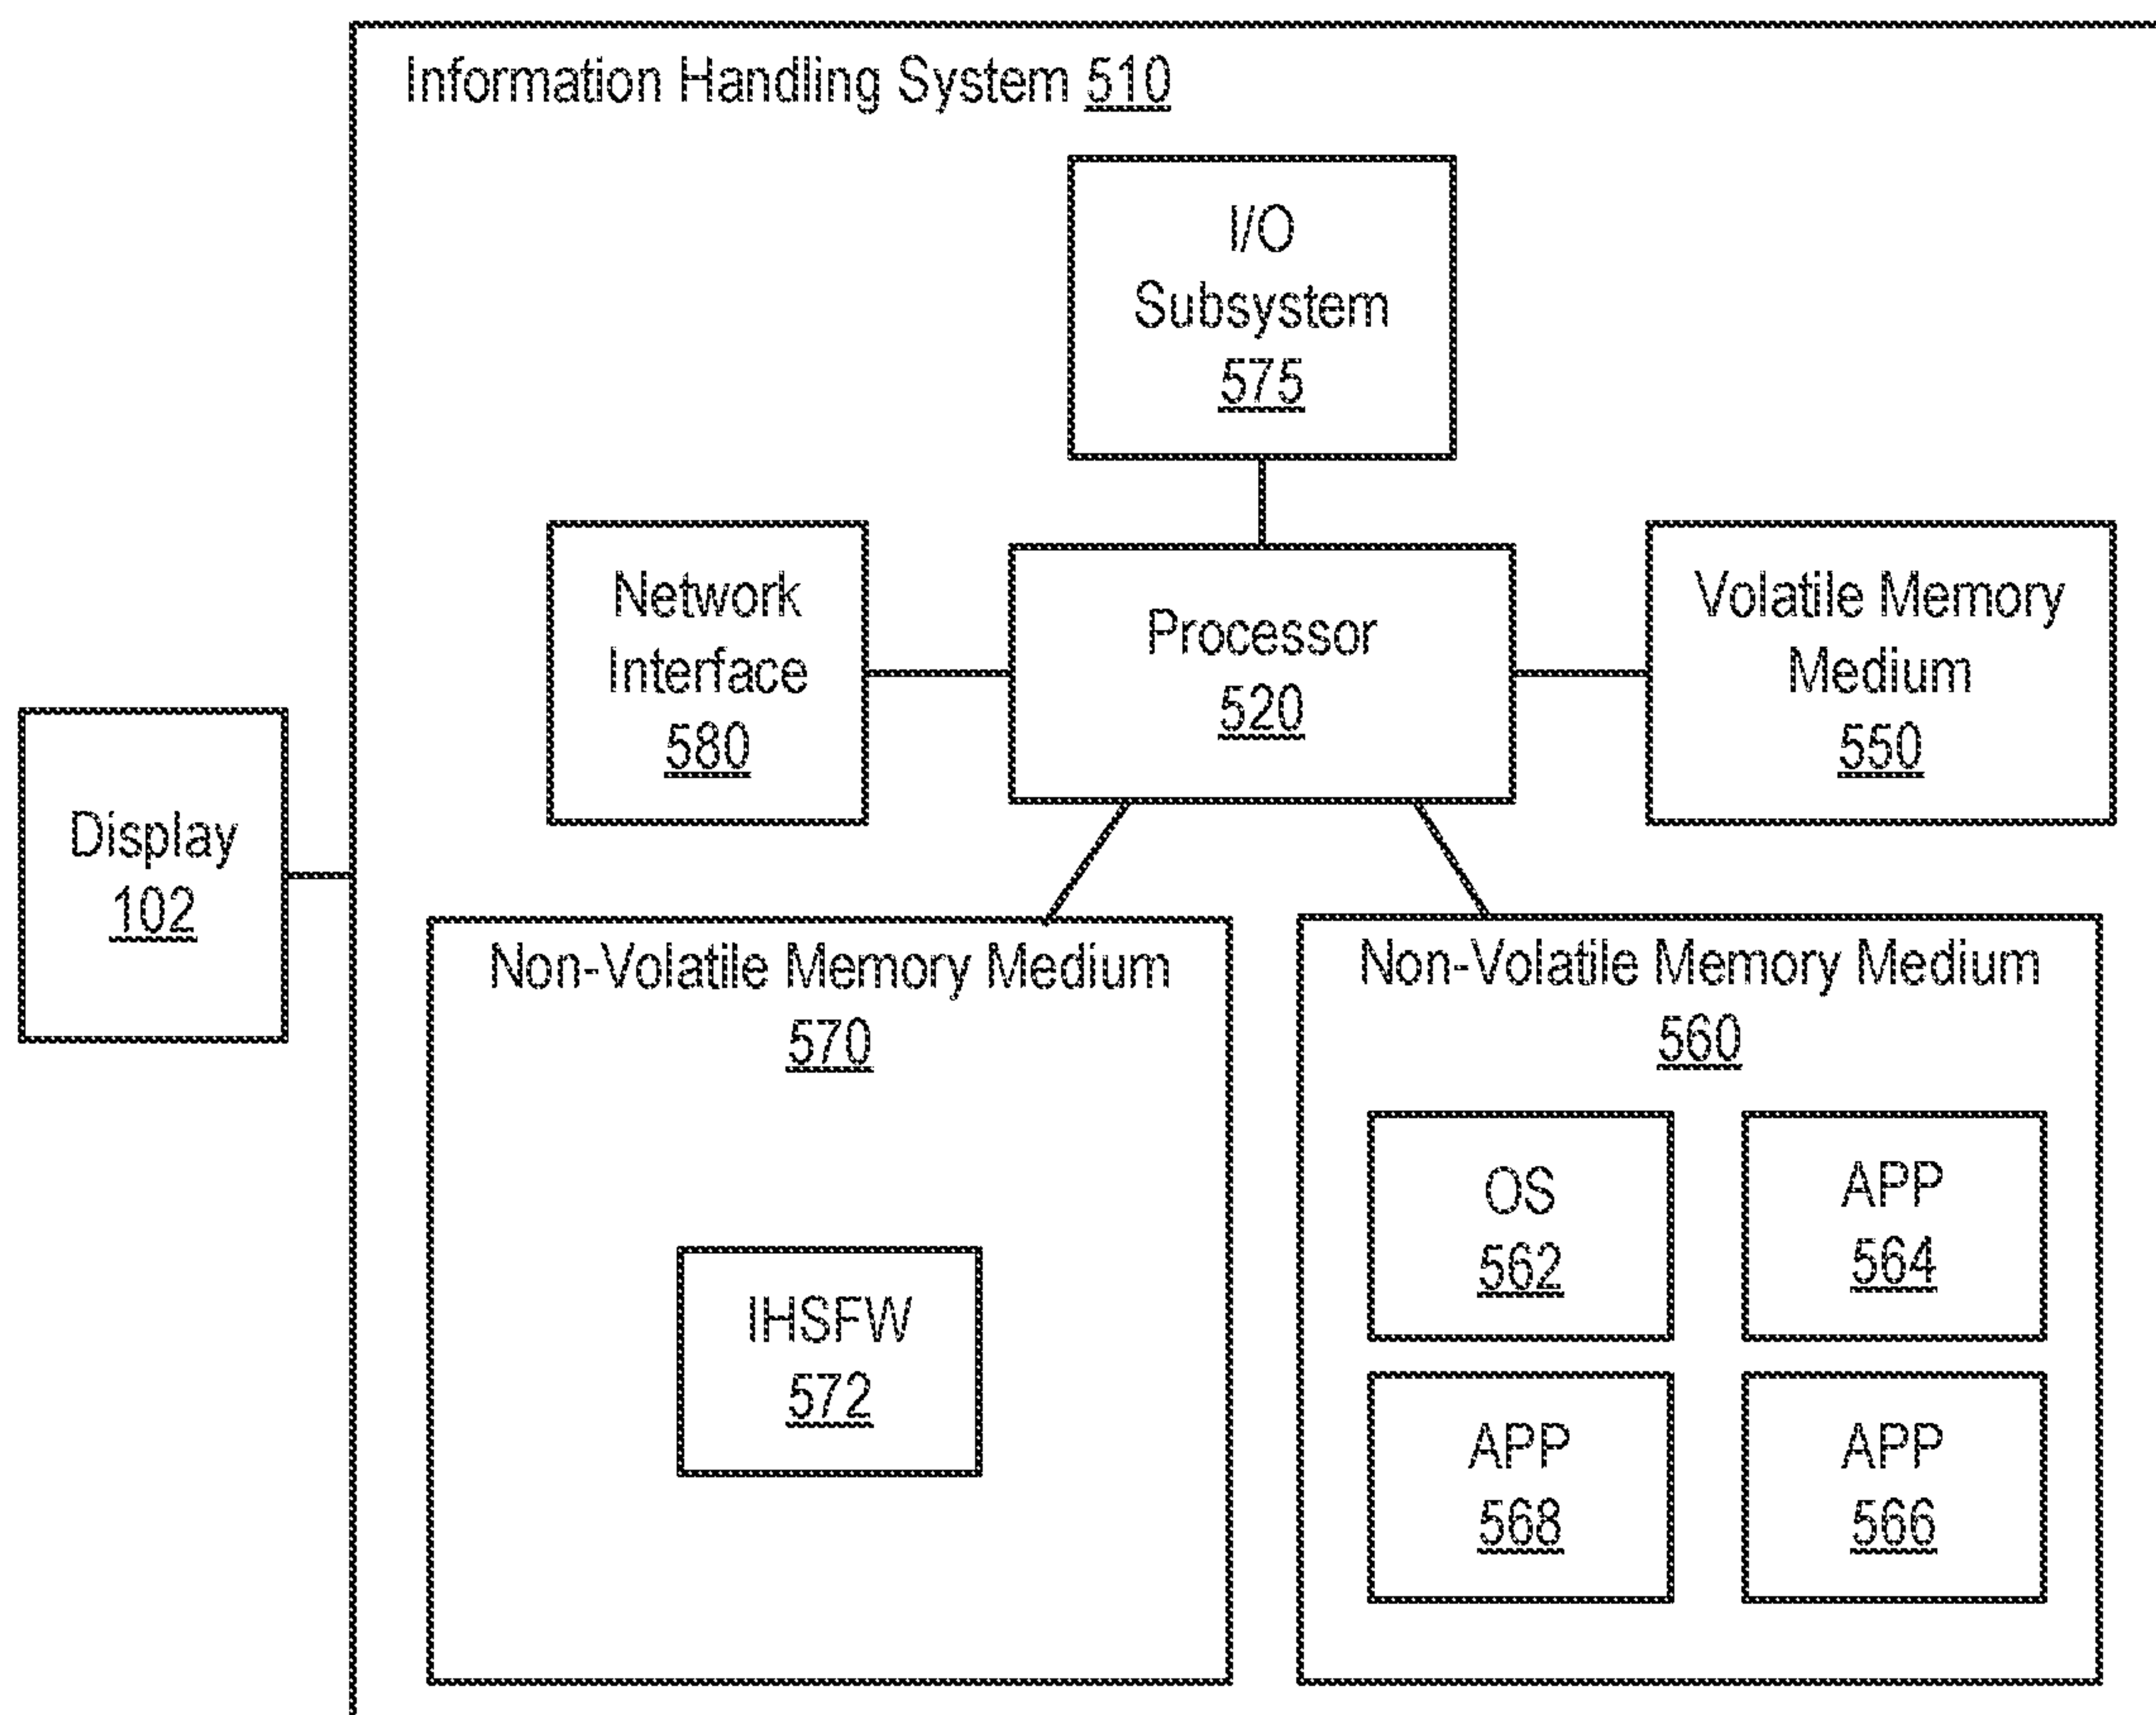 Information Handling System 510
I/O
Subsystem
575
Network
Interface
580
Processor
520
Volatile Memory
Medium
550
Display
102
Non-Volatile Memory Medium
570
IHSFW
572
Non-Volatile Memory Medium
560
OS
562
APP
564
APP
568
APP
566